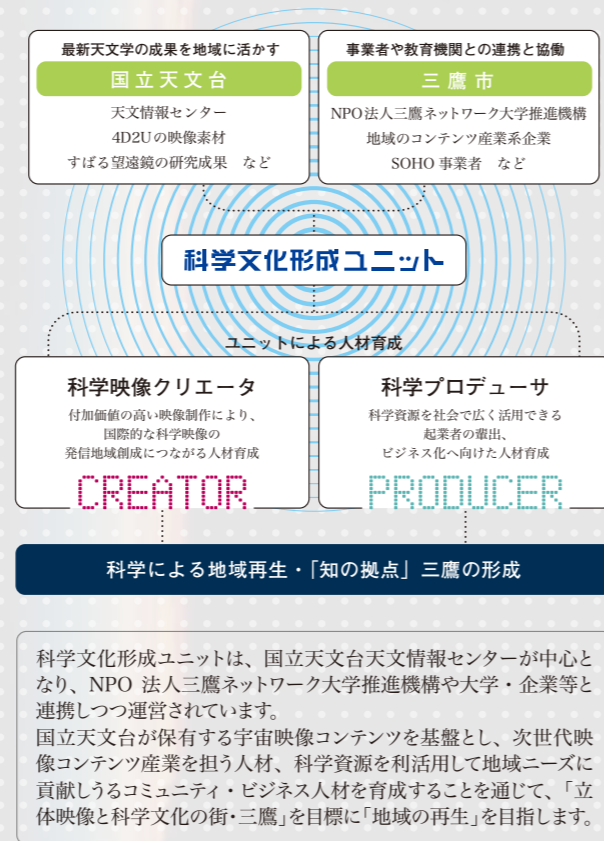 最新天文学の成果を地域に活かす
国立天文台
天文情報センター
4D2Uの映像素材
すばる望遠鏡の研究成果 など
事業者や教育機関との連携と協働
三鷹市
NPO法人三鷹ネットワーク大学推進機構
地域のコンテンツ産業系企業
SOHO 事業者 など
科学文化形成ユニット
ユニットによる人材育成
科学映像クリエータ
付加価値の高い映像制作により、
国際的な科学映像の
発信地域創成につながる人材育成
CREATOR
科学プロデューサ
科学資源を社会で広く活用できる
起業者の輩出、
ビジネス化へ向けた人材育成
PRODUCER
科学による地域再生・「知の拠点」三鷹の形成
科学文化形成ユニットは、国立天文台天文情報センターが中心と
なり、NPO 法人三鷹ネットワーク大学推進機構や大学・企業等と
連携しつつ運営されています。
国立天文台が保有する宇宙映像コンテンツを基盤とし、次世代映
像コンテンツ産業を担う人材、科学資源を利活用して地域ニーズに
貢献しうるコミュニティ・ビジネス人材を育成することを通じて、「立
体映像と科学文化の街・三鷹」を目標に「地域の再生」を目指します。